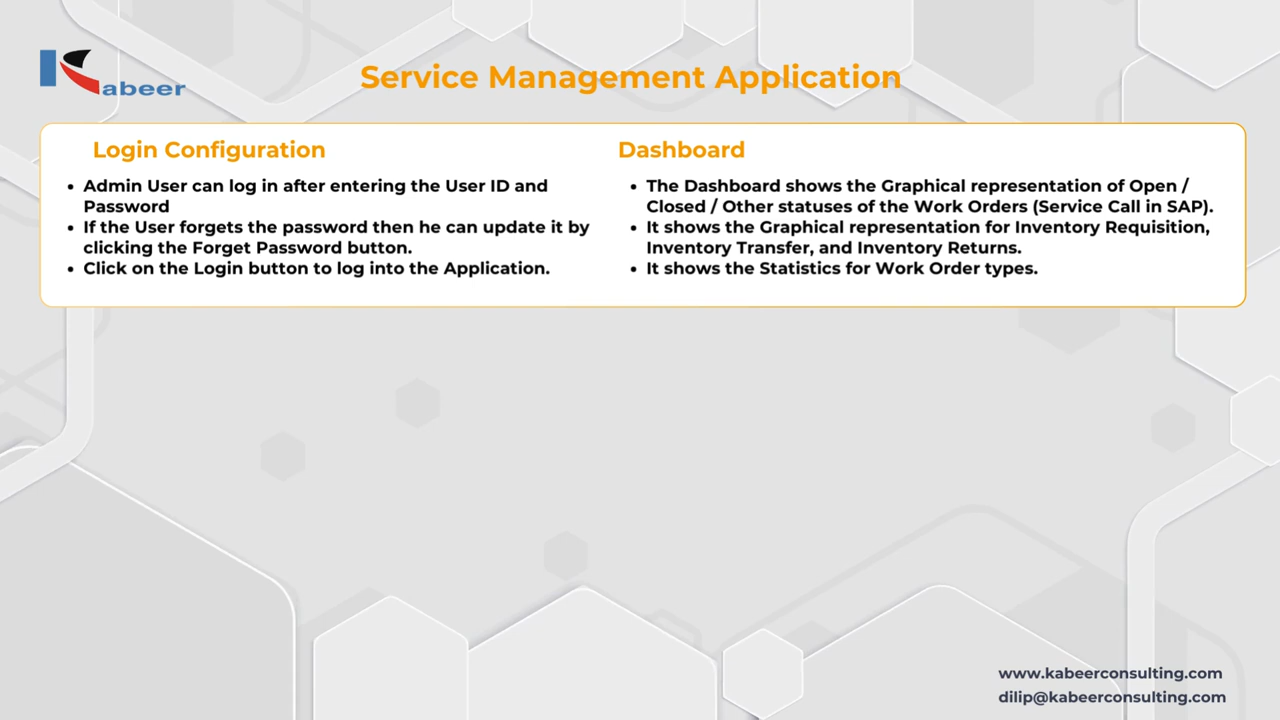 Kabeer
Service Management Application
Login Configuration
• Admin User can log in after entering the User ID and
Password
• If the User forgets the password then he can update it by
clicking the Forget Password button.
• Click on the Login button to log into the Application.
Dashboard
• The Dashboard shows the Graphical representation of Open /
Closed / Other statuses of the Work Orders (Service Call in SAP).
• It shows the Graphical representation for Inventory Requisition,
Inventory Transfer, and Inventory Returns.
• It shows the Statistics for Work Order types.
www.kabeerconsulting.com
dilip@kabeerconsulting.com